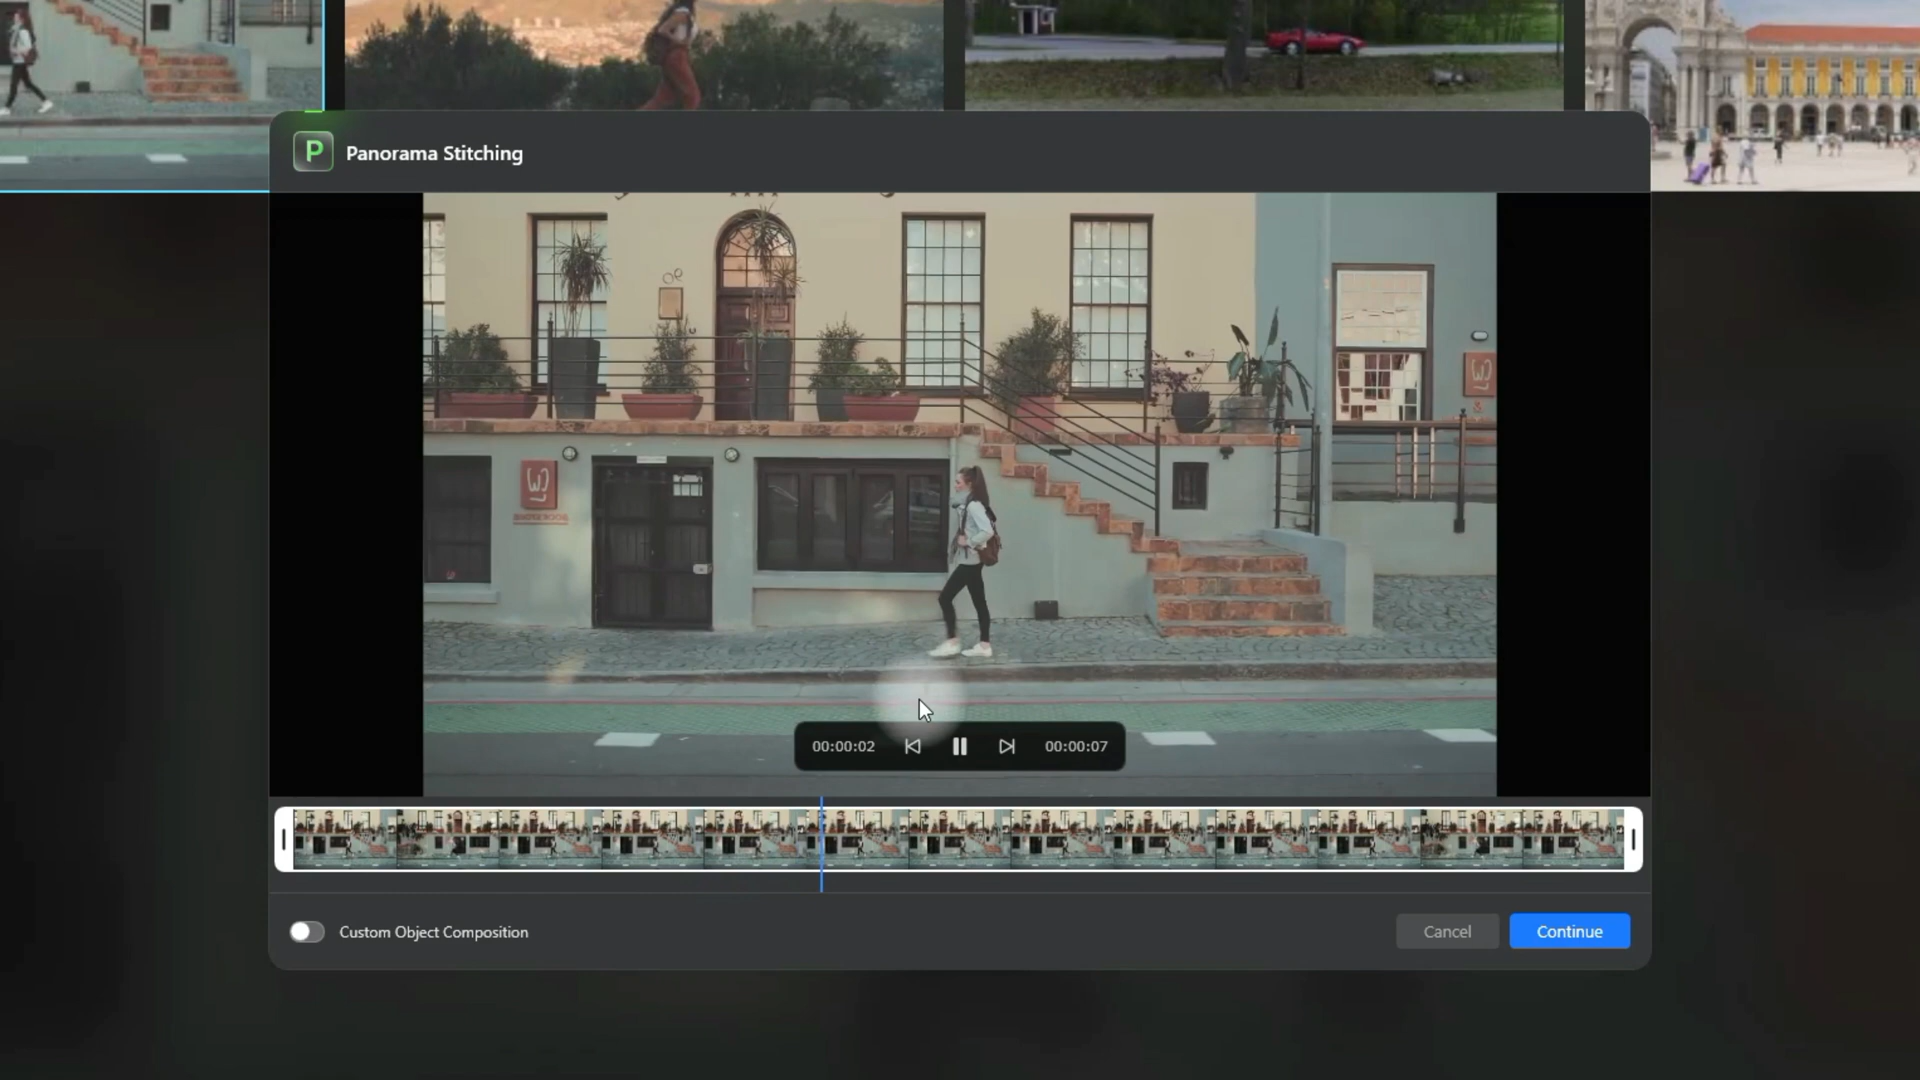 P
Panorama Stitching
00:00:02
00:00:07
Custom Object Composition
Cancel
Continue